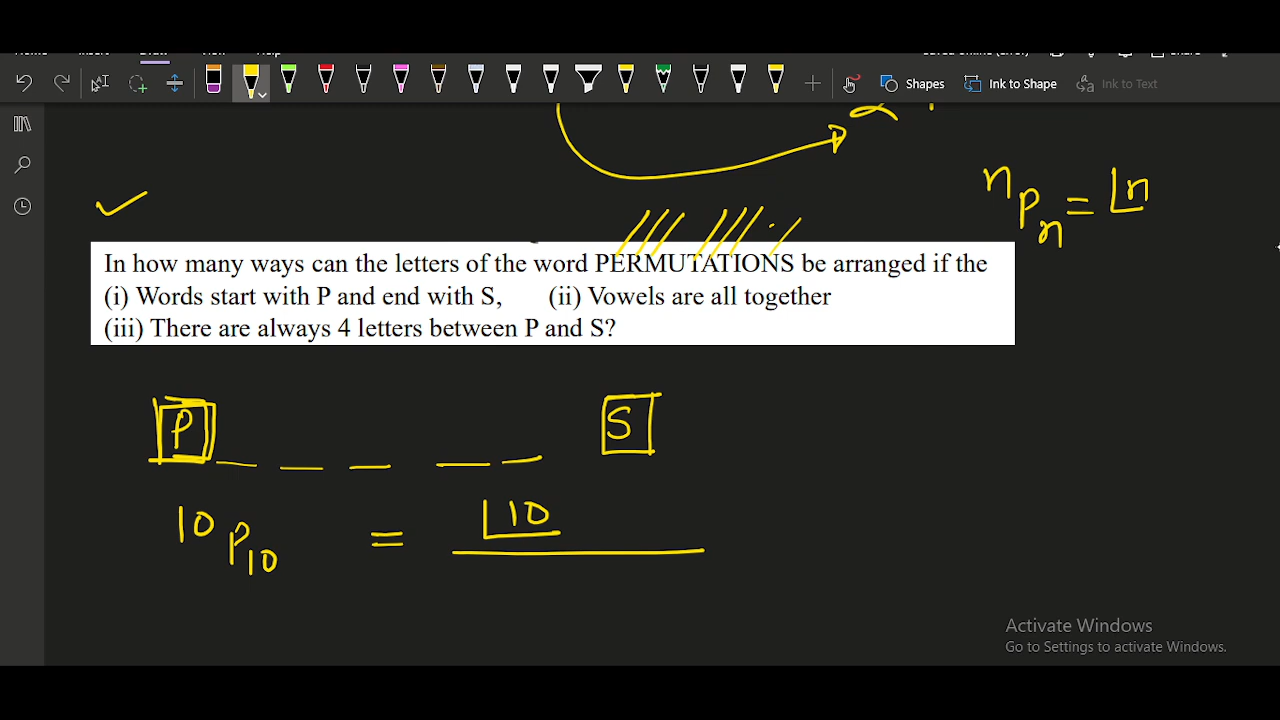 Shapes Ink to Shape Ink to Text
nPn = ⌊n
In how many ways can the letters of the word PERMUTATIONS be arranged if the
(i) Words start with P and end with S, (ii) Vowels are all together
(iii) There are always 4 letters between P and S?
P S
10P10 = ⌊10
Activate Windows
Go to Settings to activate Windows.